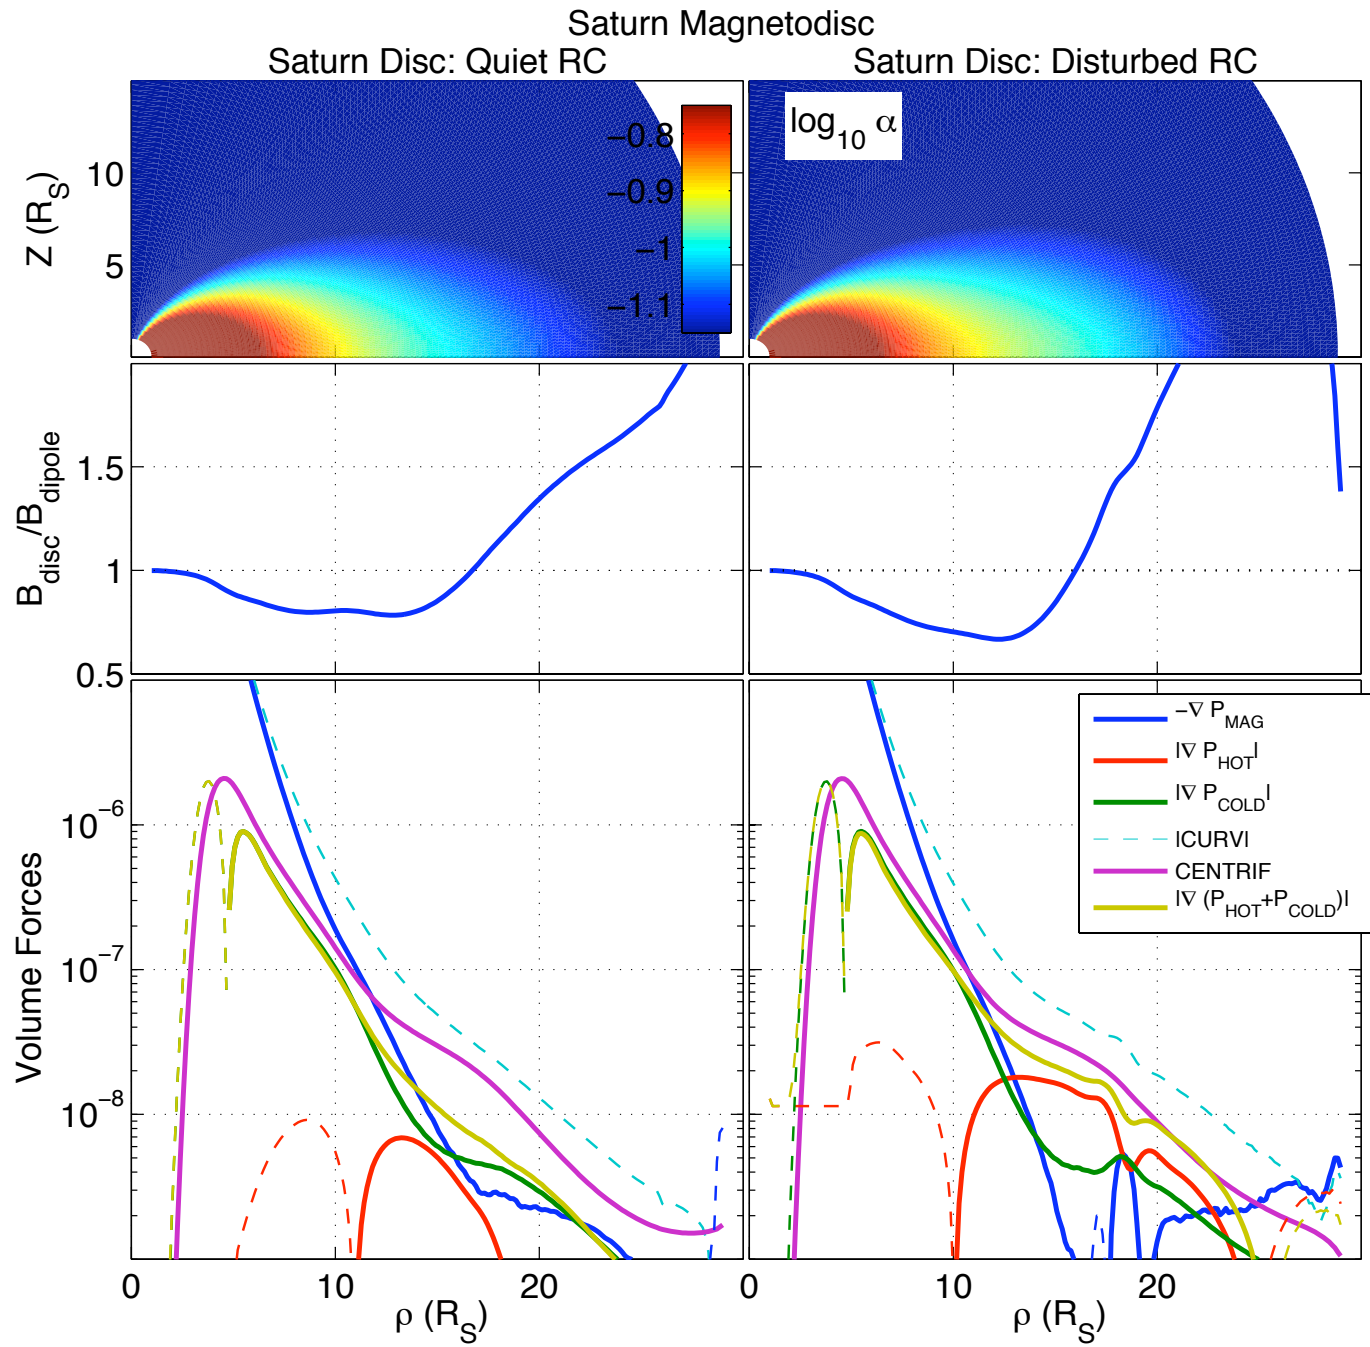 Saturn Magnetodisc
Saturn Disc: Quiet RC
Saturn Disc: Disturbed RC
Z (R_S)
10
5
−0.8
−0.9
−1
−1.1
log_10 α
B_disc/B_dipole
1.5
1
0.5
Volume Forces
10^−6
10^−7
10^−8
−∇ P_MAG
|∇ P_HOT|
|∇ P_COLD|
|CURV|
CENTRIF
|∇ (P_HOT+P_COLD)|
0
10
20
0
10
20
ρ (R_S)
ρ (R_S)